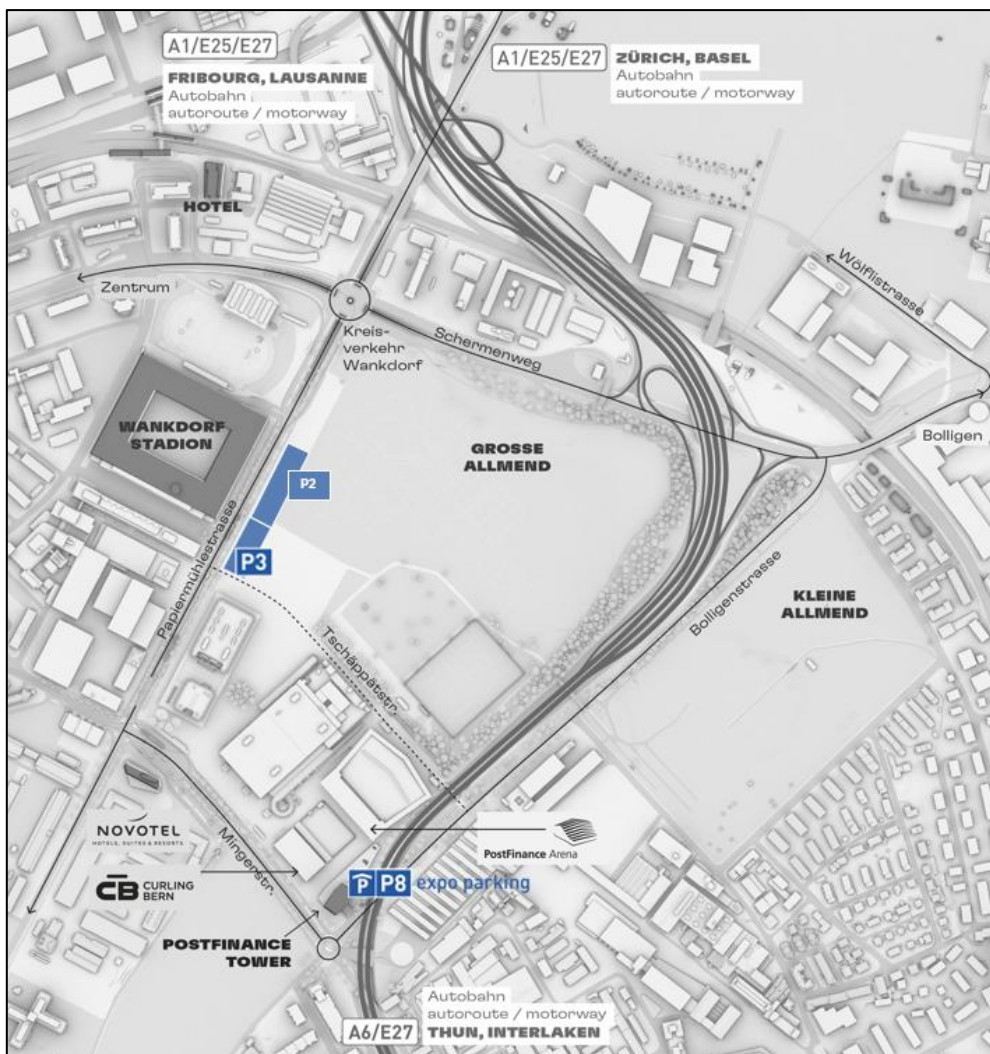 A1/E25/E27
FRIBOURG, LAUSANNE
Autobahn
autoroute / motorway
A1/E25/E27
ZÜRICH, BASEL
Autobahn
autoroute / motorway
HOTEL
Zentrum
Kreis-
verkehr
Wankdorf
Schermenweg
Wölflistrasse
Bolligen
WANKDORF
STADION
GROSSE
ALLMEND
P2
P3
Papiermühlestrasse
Tschäppätstr.
Bolligenstrasse
KLEINE
ALLMEND
NOVOTEL
HOTELS, SUITES & RESORTS
Mingerstr.
CB CURLING
BERN
PostFinance Arena
P P8 expo parking
POSTFINANCE
TOWER
Autobahn
autoroute / motorway
A6/E27
THUN, INTERLAKEN